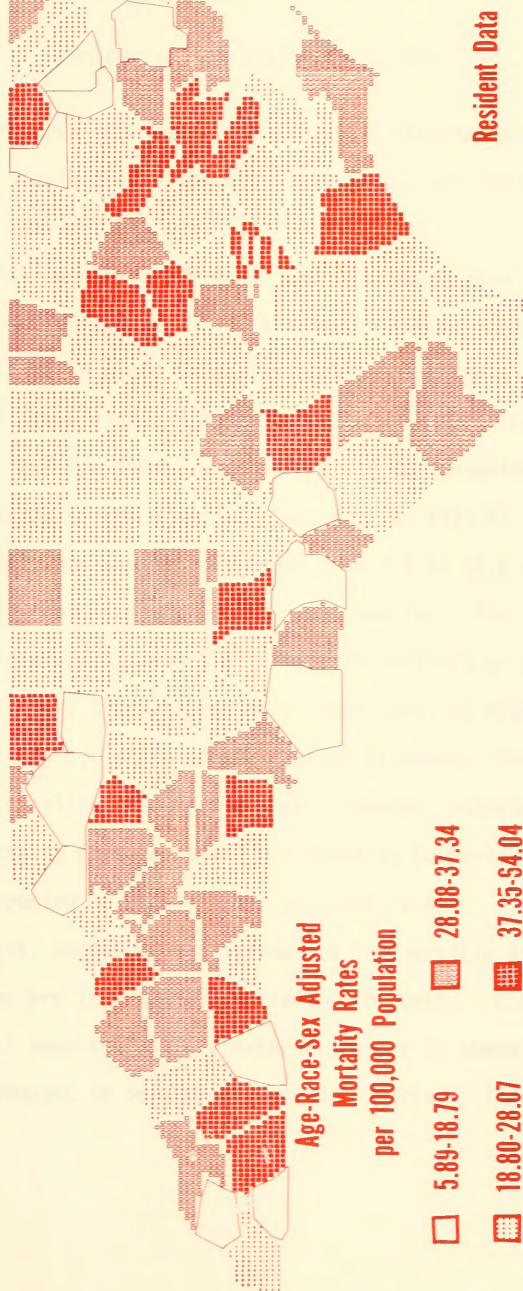 Age-Race-Sex Adjusted
Mortality Rates
per 100,000 Population
5.89-18.79
18.80-28.07
28.08-37.34
37.35-54.04
Resident Data